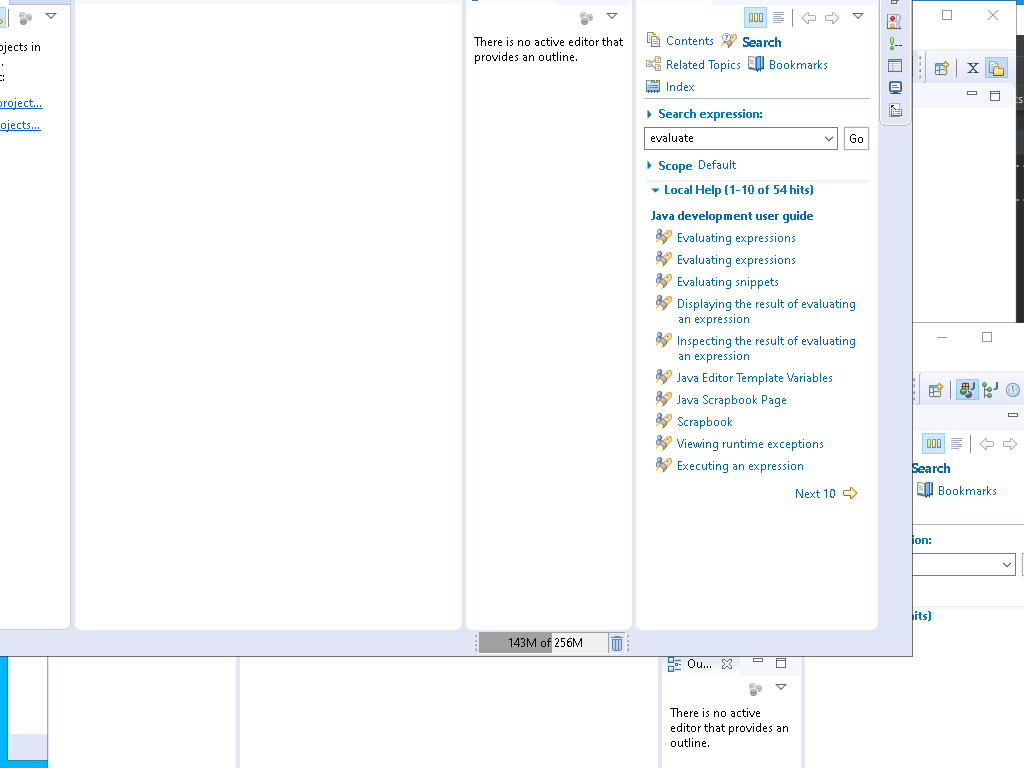 ojects in
.
c:
project...
ojects...
There is no active editor that
provides an outline.
Contents
Search
Related Topics
Bookmarks
Index
Search expression:
evaluate
Go
Scope Default
Local Help (1-10 of 54 hits)
Java development user guide
Evaluating expressions
Evaluating expressions
Evaluating snippets
Displaying the result of evaluating
an expression
Inspecting the result of evaluating
an expression
Java Editor Template Variables
Java Scrapbook Page
Scrapbook
Viewing runtime exceptions
Executing an expression
Next 10
143M of 256M
X
Search
Bookmarks
ion:
hits)
Ou...
There is no active
editor that provides an
outline.